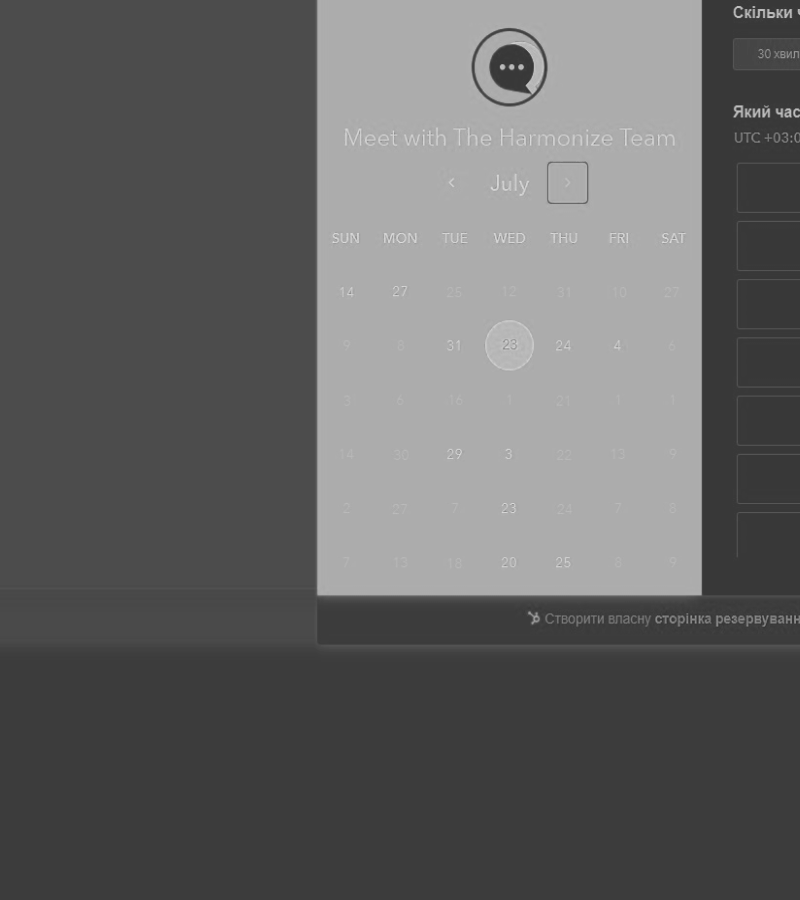 Meet with The Harmonize Team
July
SUN MON TUE WED THU FRI SAT
14 27 25 12 31 10 27
9 8 31 23 24 4 6
3 6 16 1 21 1 1
14 30 29 3 22 13 9
2 27 7 23 24 7 8
7 13 18 20 25 6 9
Скільки
30 хвил
Який час
UTC +03:0
Створити власну сторінка резервуванн